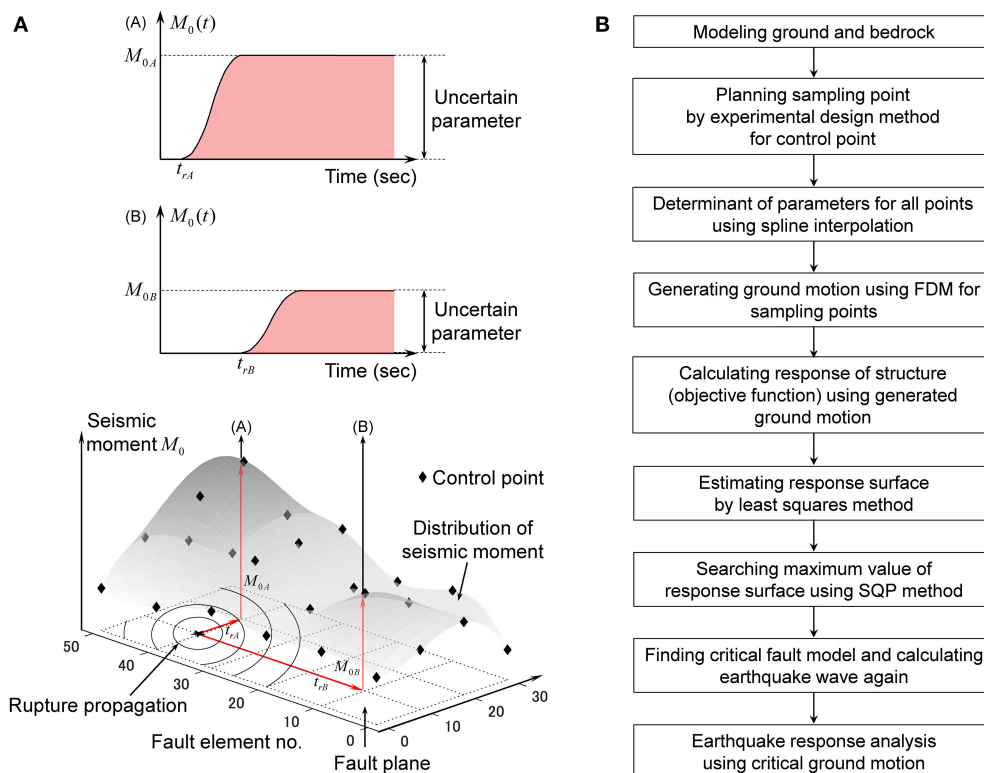 A
(A)
M₀(t)
M₀A
Uncertain
parameter
t_rA
Time (sec)
(B)
M₀(t)
M₀B
Uncertain
parameter
t_rB
Time (sec)
Seismic
moment M₀
(A)
(B)
Control point
Distribution of
seismic moment
M₀A
t_rA
M₀B
t_rB
50
40
30
20
10
0
0
10
20
30
Rupture propagation
Fault element no.
Fault plane
B
Modeling ground and bedrock
Planning sampling point
by experimental design method
for control point
Determinant of parameters for all points
using spline interpolation
Generating ground motion using FDM for
sampling points
Calculating response of structure
(objective function) using generated
ground motion
Estimating response surface
by least squares method
Searching maximum value of
response surface using SQP method
Finding critical fault model and calculating
earthquake wave again
Earthquake response analysis
using critical ground motion